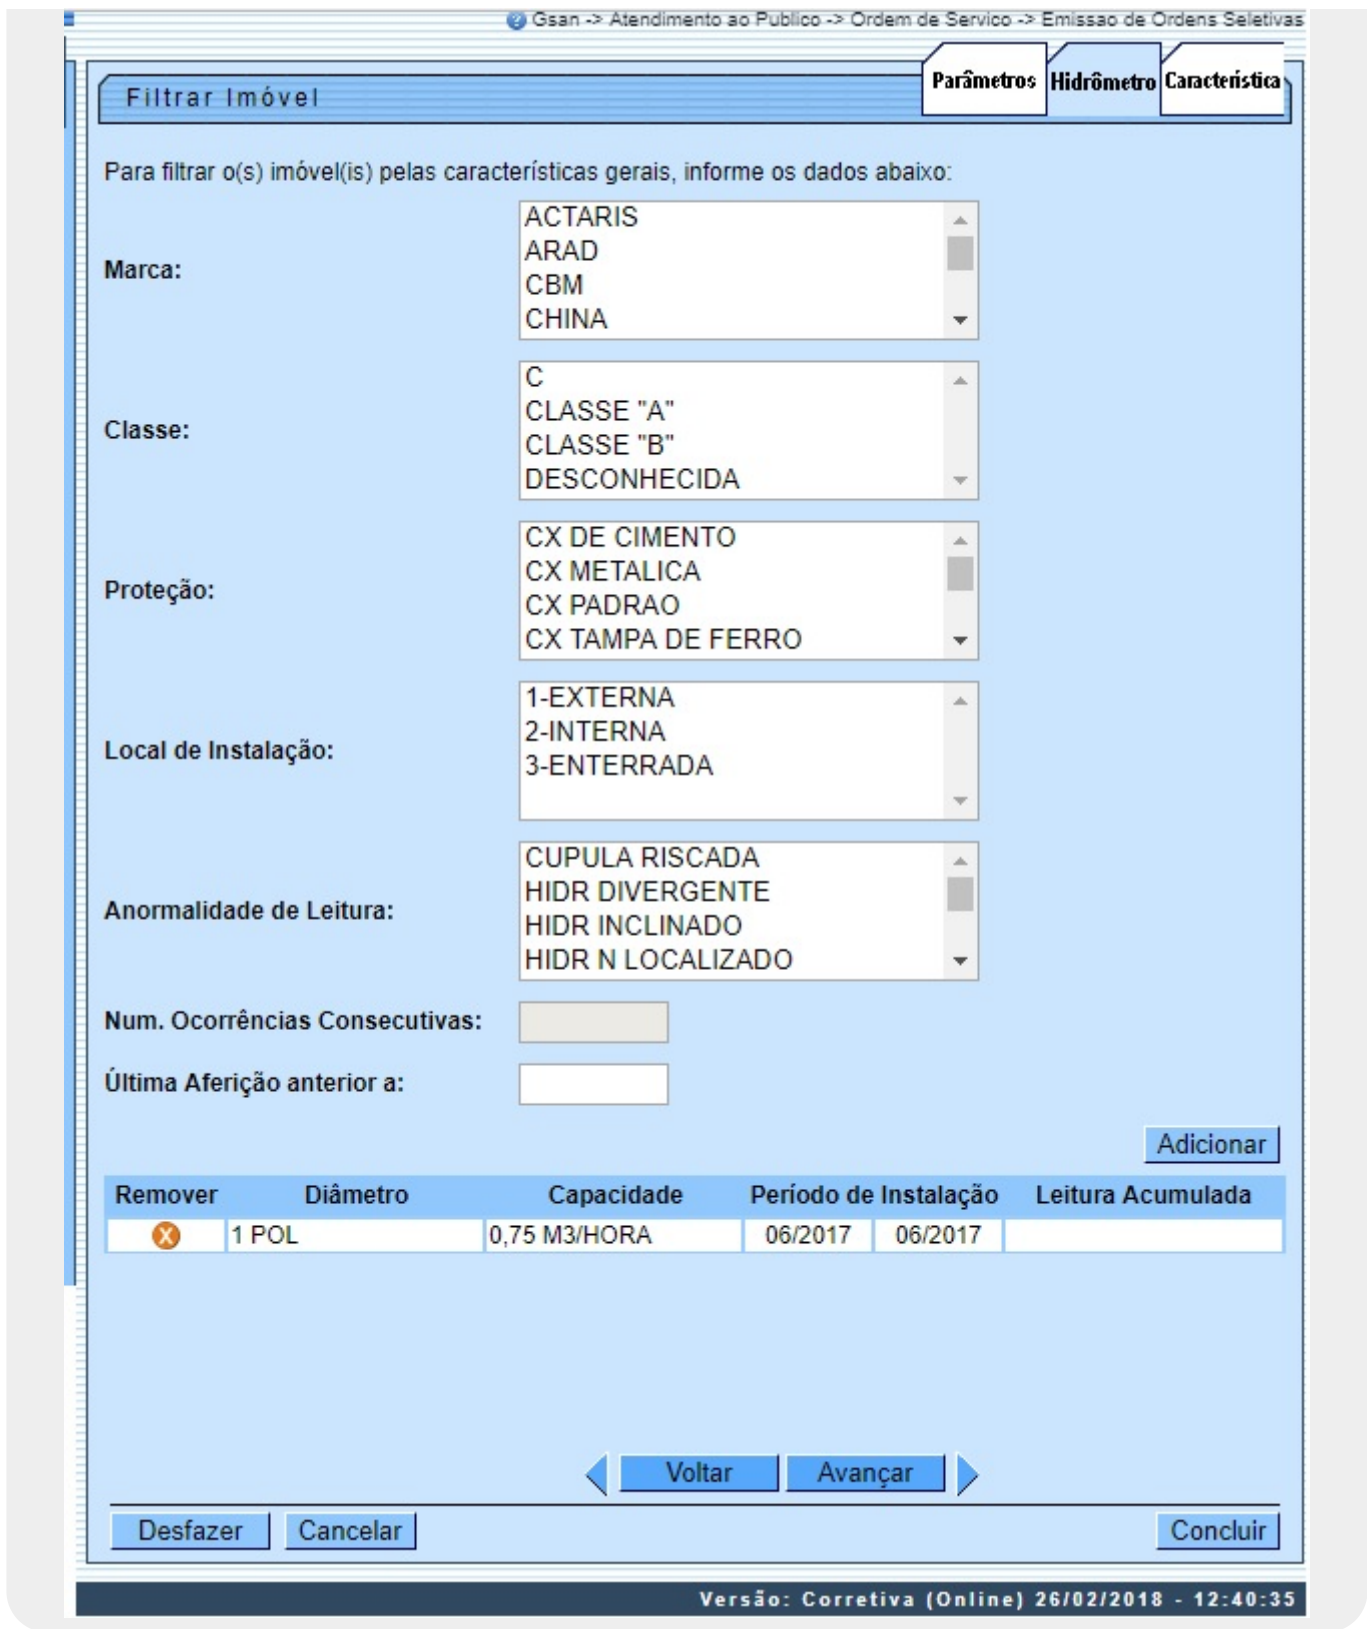 Gsan -> Atendimento ao Publico -> Ordem de Servico -> Emissao de Ordens Seletivas
Parâmetros Hidrômetro Característica
Filtrar Imóvel
Para filtrar o(s) imóvel(is) pelas características gerais, informe os dados abaixo:
Marca:
ACTARIS
ARAD
CBM
CHINA
Classe:
C
CLASSE "A"
CLASSE "B"
DESCONHECIDA
Proteção:
CX DE CIMENTO
CX METALICA
CX PADRAO
CX TAMPA DE FERRO
Local de Instalação:
1-EXTERNA
2-INTERNA
3-ENTERRADA
Anormalidade de Leitura:
CUPULA RISCADA
HIDR DIVERGENTE
HIDR INCLINADO
HIDR N LOCALIZADO
Num. Ocorrências Consecutivas:
Última Aferição anterior a:
Adicionar
Remover Diâmetro Capacidade Período de Instalação Leitura Acumulada
X 1 POL 0,75 M3/HORA 06/2017 06/2017
Voltar Avançar
Desfazer Cancelar Concluir
Versão: Corretiva (Online) 26/02/2018 - 12:40:35